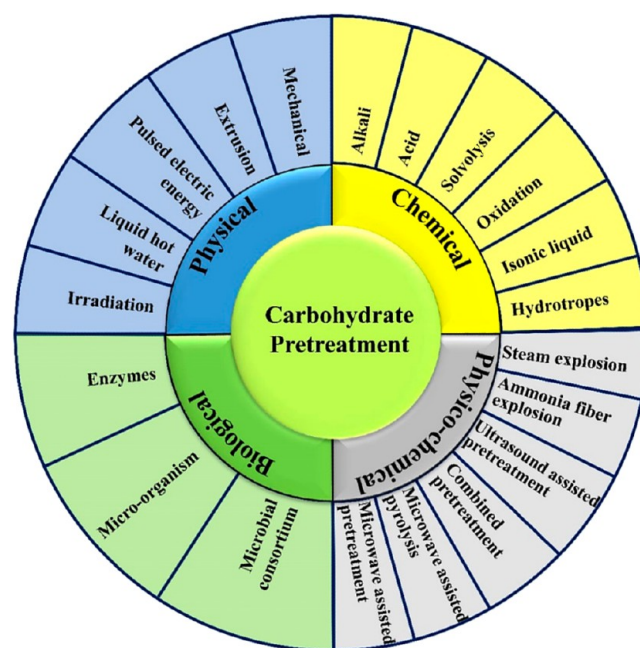 Carbohydrate
Pretreatment
Physical
Mechanical
Extrusion
Pulsed electric
energy
Liquid hot
water
Irradiation
Chemical
Alkali
Acid
Solvolysis
Oxidation
Isonic liquid
Hydrotropes
Physico-chemical
Steam explosion
Ammonia fiber
explosion
Ultrasound assisted
pretreatment
Combined
pretreatment
Microwave assisted
pyrolysis
Microwave assisted
pretreatment
Biological
Enzymes
Micro-organism
Microbial
consortium